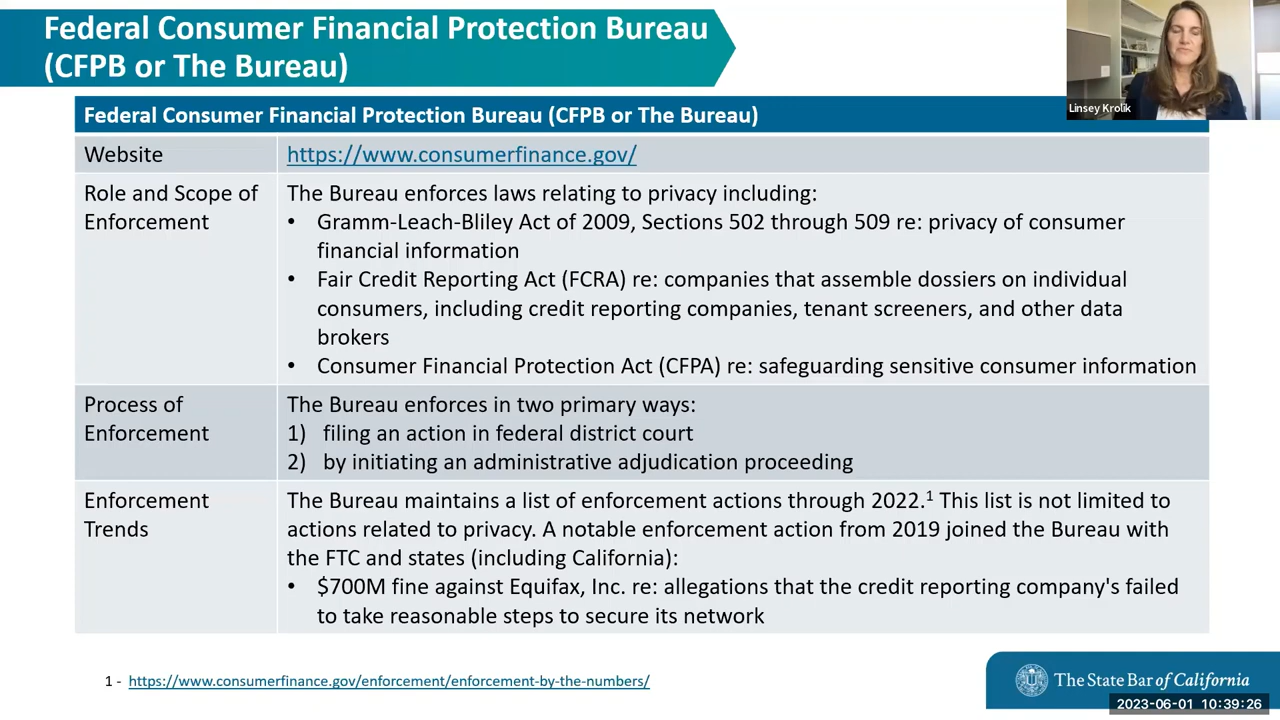 Federal Consumer Financial Protection Bureau
(CFPB or The Bureau)
Linsey Krolik
Federal Consumer Financial Protection Bureau (CFPB or The Bureau)
Website
https://www.consumerfinance.gov/
Role and Scope of
Enforcement
The Bureau enforces laws relating to privacy including:
• Gramm-Leach-Bliley Act of 2009, Sections 502 through 509 re: privacy of consumer
financial information
• Fair Credit Reporting Act (FCRA) re: companies that assemble dossiers on individual
consumers, including credit reporting companies, tenant screeners, and other data
brokers
• Consumer Financial Protection Act (CFPA) re: safeguarding sensitive consumer information
Process of
Enforcement
The Bureau enforces in two primary ways:
1) filing an action in federal district court
2) by initiating an administrative adjudication proceeding
Enforcement
Trends
The Bureau maintains a list of enforcement actions through 2022.1 This list is not limited to
actions related to privacy. A notable enforcement action from 2019 joined the Bureau with
the FTC and states (including California):
• $700M fine against Equifax, Inc. re: allegations that the credit reporting company's failed
to take reasonable steps to secure its network
1 - https://www.consumerfinance.gov/enforcement/enforcement-by-the-numbers/
The State Bar of California
2023-06-01 10:39:26